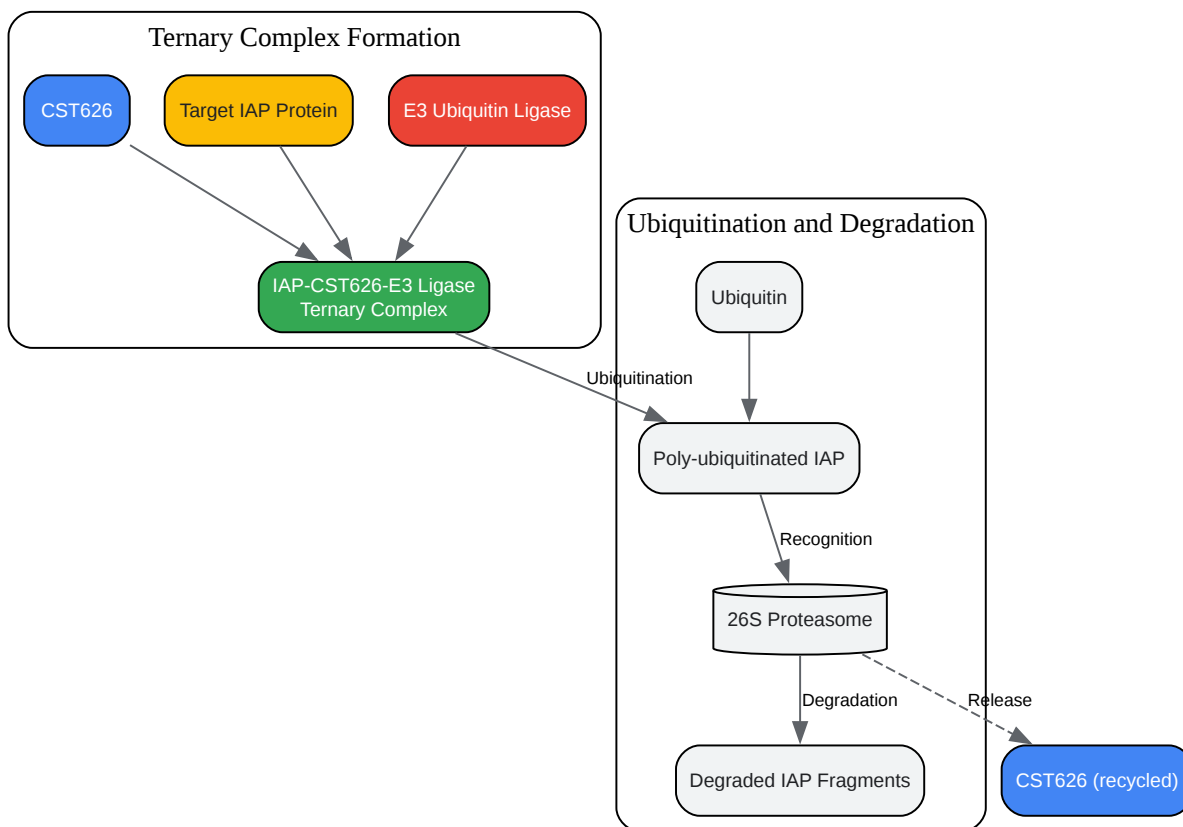 Ternary Complex Formation
CST626
Target IAP Protein
E3 Ubiquitin Ligase
IAP-CST626-E3 Ligase
Ternary Complex
Ubiquitination and Degradation
Ubiquitin
Ubiquitination
Poly-ubiquitinated IAP
Recognition
26S Proteasome
Degradation
Release
Degraded IAP Fragments
CST626 (recycled)